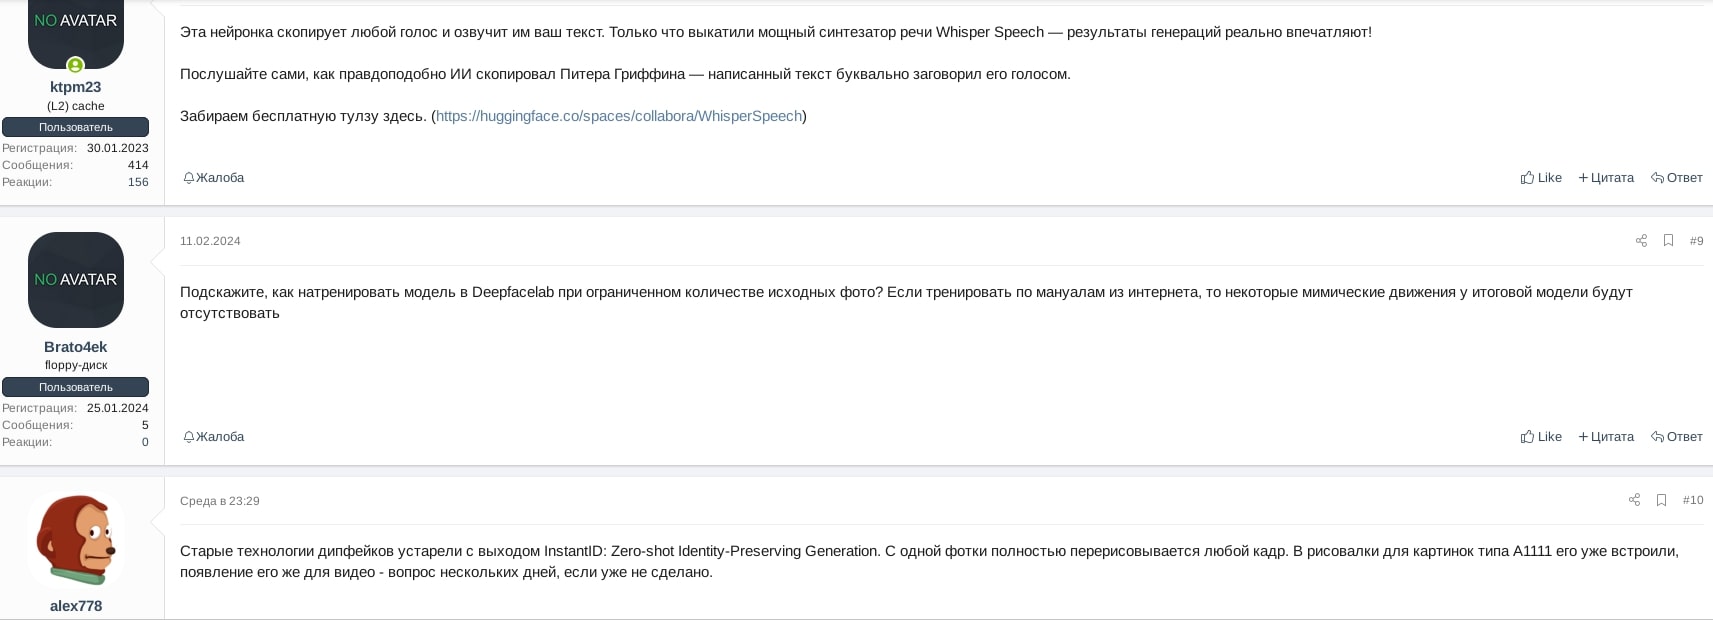 NO AVATAR
ktpm23
(L2) cache
Пользователь
Регистрация: 30.01.2023
Сообщения: 414
Реакции: 156
Эта нейронка скопирует любой голос и озвучит им ваш текст. Только что выкатили мощный синтезатор речи Whisper Speech — результаты генераций реально впечатляют!
Послушайте сами, как правдоподобно ИИ скопировал Питера Гриффина — написанный текст буквально заговорил его голосом.
Забираем бесплатную тулзу здесь. (https://huggingface.co/spaces/collabora/WhisperSpeech)
Жалоба
Like + Цитата Ответ
NO AVATAR
Brato4ek
floppy-диск
Пользователь
Регистрация: 25.01.2024
Сообщения: 5
Реакции: 0
11.02.2024 #9
Подскажите, как натренировать модель в Deepfacelab при ограниченном количестве исходных фото? Если тренировать по мануалам из интернета, то некоторые мимические движения у итоговой модели будут
отсутствовать
Жалоба
Like + Цитата Ответ
alex778
Среда в 23:29 #10
Старые технологии дипфейков устарели с выходом InstantID: Zero-shot Identity-Preserving Generation. С одной фотки полностью перерисовывается любой кадр. В рисовалки для картинок типа A1111 его уже встроили,
появление его же для видео - вопрос нескольких дней, если уже не сделано.